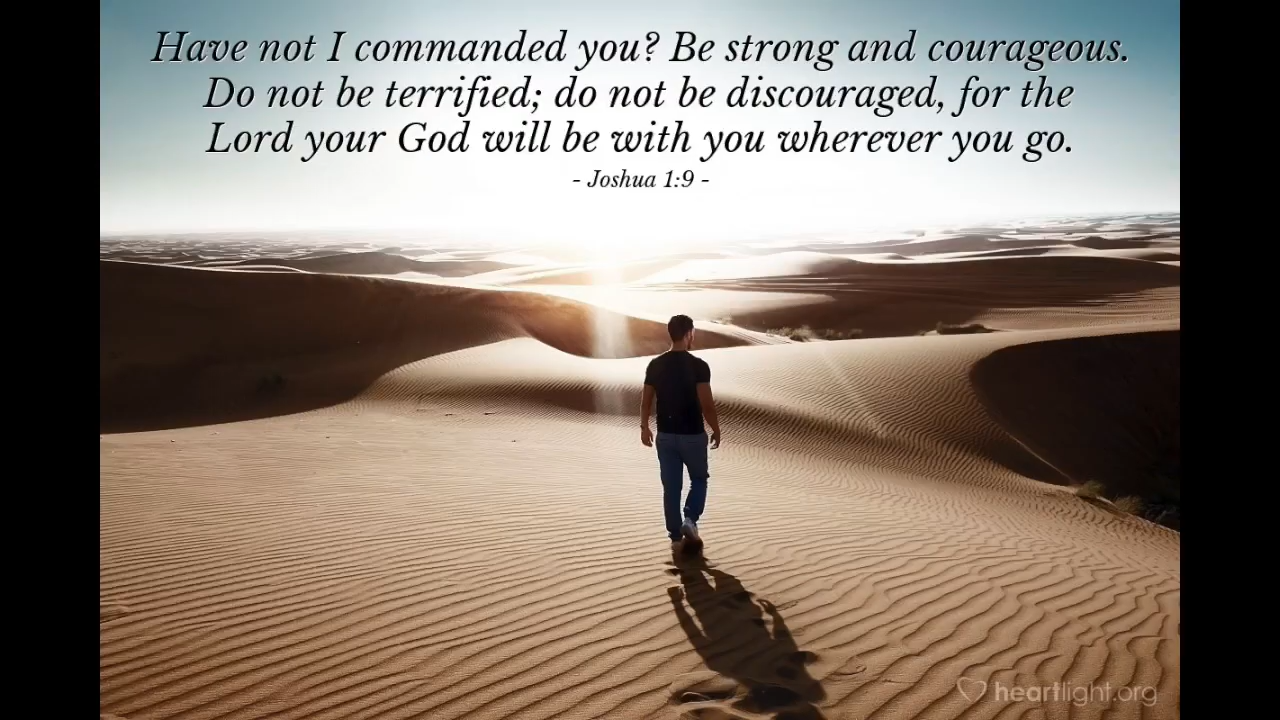 Have not I commanded you? Be strong and courageous.
Do not be terrified; do not be discouraged, for the
Lord your God will be with you wherever you go.
- Joshua 1:9 -
heartlight.org